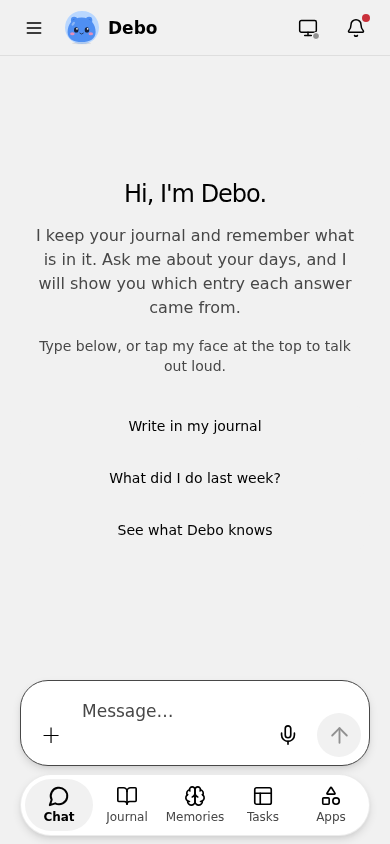 Debo
Hi, I'm Debo.
I keep your journal and remember what
is in it. Ask me about your days, and I
will show you which entry each answer
came from.
Type below, or tap my face at the top to talk
out loud.
Write in my journal
What did I do last week?
See what Debo knows
Message…
Chat
Journal
Memories
Tasks
Apps